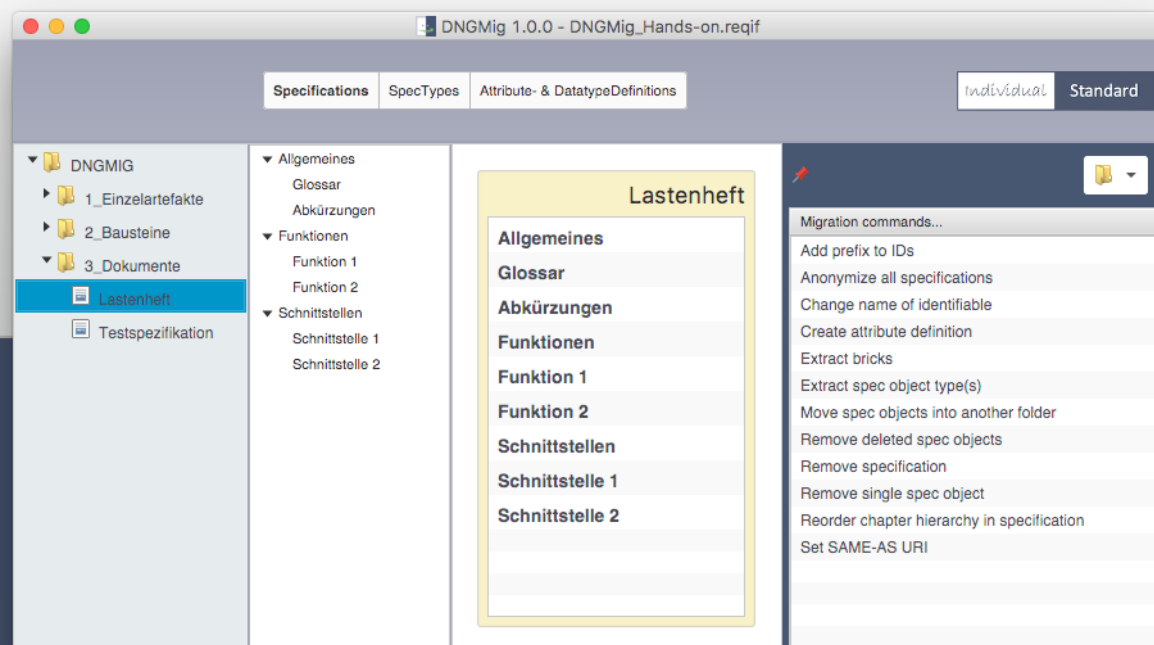 DNGMig 1.0.0 - DNGMig_Hands-on.reqif
Specifications
SpecTypes
Attribute- & DatatypeDefinitions
Individual
Standard
DNGMIG
1_Einzelartefakte
2_Bausteine
3_Dokumente
Lastenheft
Testspezifikation
Allgemeines
Glossar
Abkürzungen
Funktionen
Funktion 1
Funktion 2
Schnittstellen
Schnittstelle 1
Schnittstelle 2
Lastenheft
Allgemeines
Glossar
Abkürzungen
Funktionen
Funktion 1
Funktion 2
Schnittstellen
Schnittstelle 1
Schnittstelle 2
Migration commands...
Add prefix to IDs
Anonymize all specifications
Change name of identifiable
Create attribute definition
Extract bricks
Extract spec object type(s)
Move spec objects into another folder
Remove deleted spec objects
Remove specification
Remove single spec object
Reorder chapter hierarchy in specification
Set SAME-AS URI